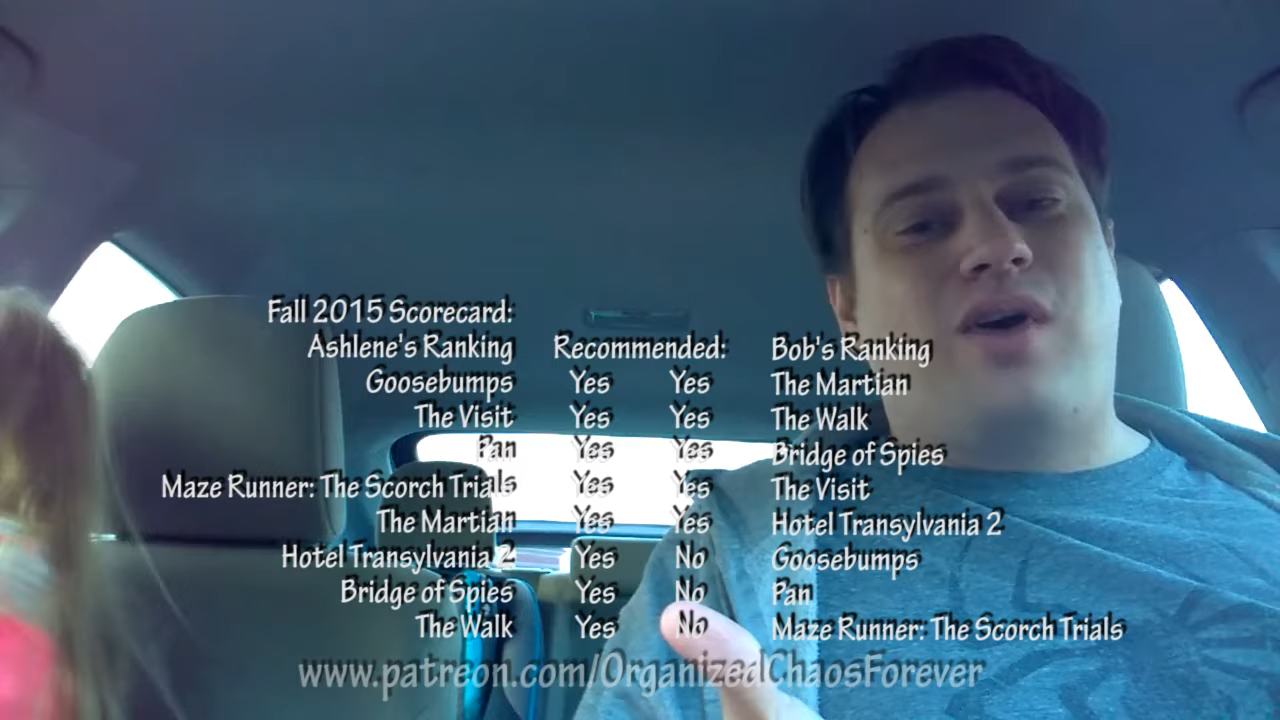 Fall 2015 Scorecard:
Ashlene's Ranking Recommended: Bob's Ranking
Goosebumps Yes Yes The Martian
The Visit Yes Yes The Walk
Pan Yes Yes Bridge of Spies
Maze Runner: The Scorch Trials Yes Yes The Visit
The Martian Yes Yes Hotel Transylvania 2
Hotel Transylvania 2 Yes No Goosebumps
Bridge of Spies Yes No Pan
The Walk Yes No Maze Runner: The Scorch Trials
www.patreon.com/OrganizedChaosForever